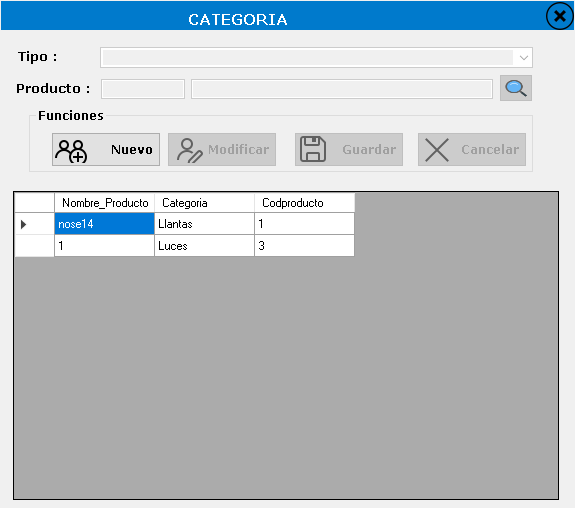 CATEGORIA
Tipo :
Producto :
Funciones
Nuevo Modificar Guardar Cancelar
Nombre_Producto Categoria Codproducto
nose14 Llantas 1
1 Luces 3